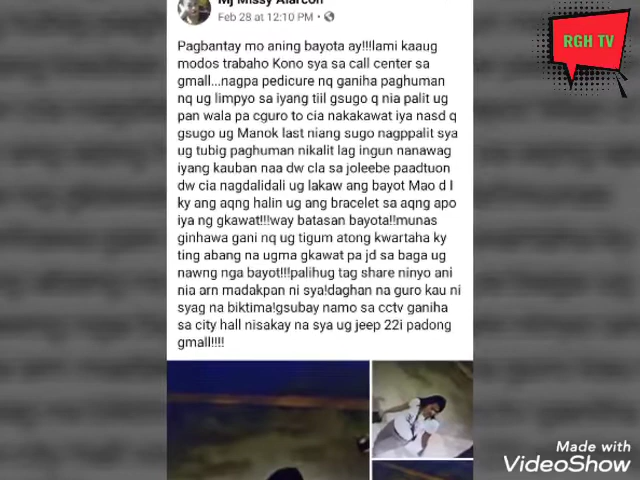 Mj Missy Alarcon
Feb 28 at 12:10 PM •
RGH TV
Pagbantay mo aning bayota ay!!!lami kaaug
modos trabaho Kono sya sa call center sa
gmall...nagpa pedicure nq ganiha paghuman
nq ug limpyo sa iyang tiil gsugo q nia palit ug
pan wala pa cguro to cia nakakawat iya nasd q
gsugo ug Manok last niang sugo nagppalit sya
ug tubig paghuman nikalit lag ingun nanawag
iyang kauban naa dw cla sa joleebe paadtuon
dw cia nagdalidali ug lakaw ang bayot Mao d I
ky ang aqng halin ug ang bracelet sa aqng apo
iya ng gkawat!!!way batasan bayota!!munas
ginhawa gani nq ug tigum atong kwartaha ky
ting abang na ugma gkawat pa jd sa baga ug
nawng nga bayot!!!palihug tag share ninyo ani
nia arn madakpan ni sya!daghan na guro kau ni
syag na biktima!gsubay namo sa cctv ganiha
sa city hall nisakay na sya ug jeep 22i padong
gmall!!!!
Made with
VideoShow